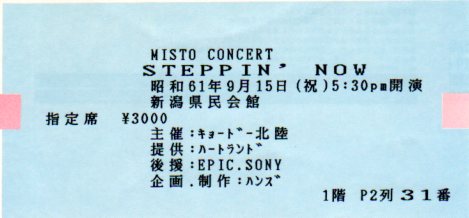 MISTO CONCERT
STEPPIN' NOW
昭和61年9月15日(祝)5:30pm開演
新潟県民会館
指定席 ¥3000
主催:ｷｮｰﾄﾞｰ北陸
提供:ﾊｰﾄﾗﾝﾄﾞ
後援:EPIC.SONY
企画.制作:ﾊﾝｽﾞ
1階 P2列 31番